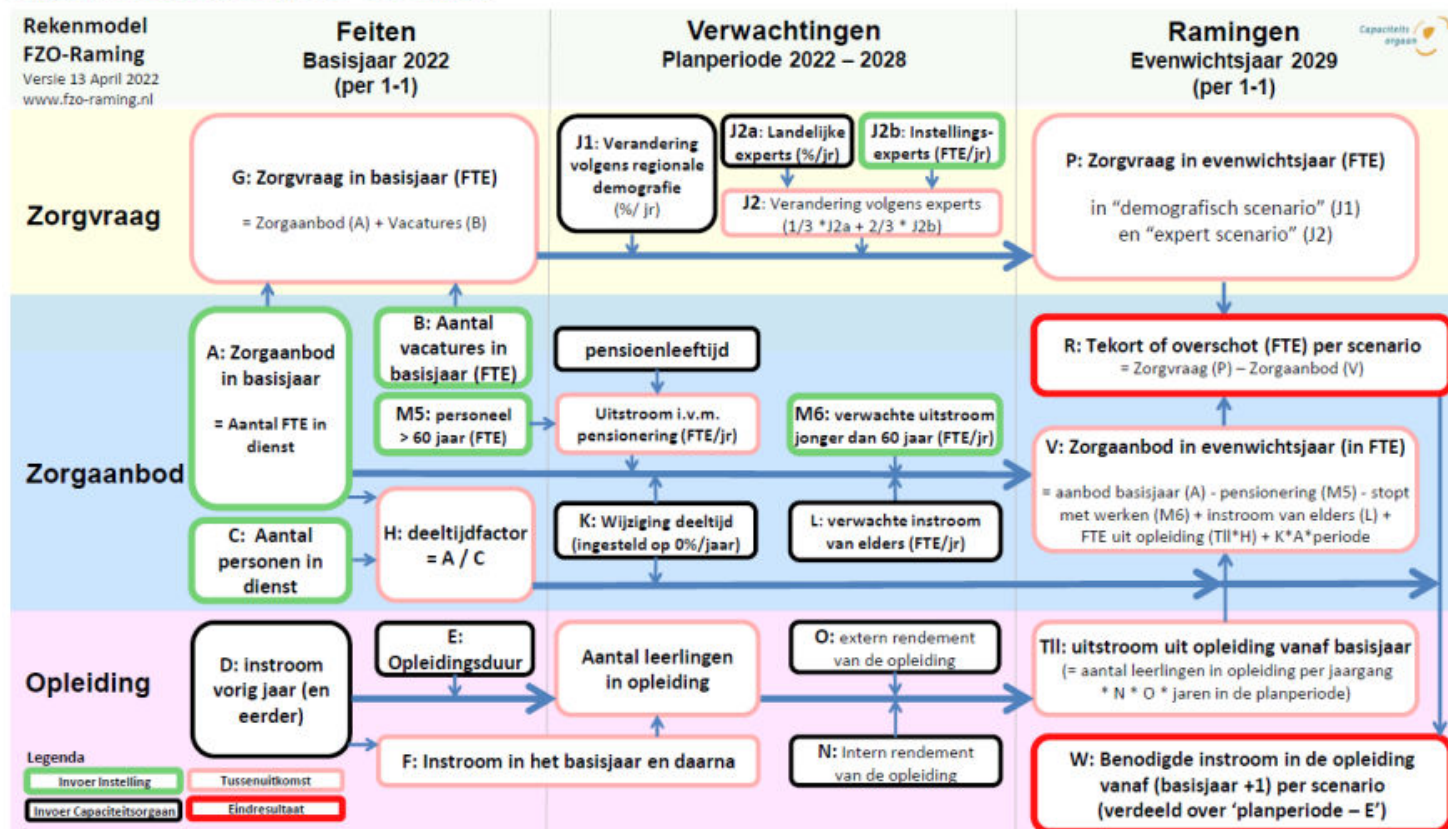 Rekenmodel
FZO-Raming
Versie 13 April 2022
www.fzo-raming.nl
Feiten
Basisjaar 2022
(per 1-1)
Verwachtingen
Planperiode 2022 – 2028
Ramingen
Evenwichtsjaar 2029
(per 1-1)
Capaciteits
orgaan
Zorgvraag
G: Zorgvraag in basisjaar (FTE)
= Zorgaanbod (A) + Vacatures (B)
J1: Verandering
volgens regionale
demografie
(%/ jr)
J2a: Landelijke
experts (%/jr)
J2b: Instellings-
experts (FTE/jr)
J2: Verandering volgens experts
(1/3 *J2a + 2/3 * J2b)
P: Zorgvraag in evenwichtsjaar (FTE)
in “demografisch scenario” (J1)
en “expert scenario” (J2)
Zorgaanbod
A: Zorgaanbod
in basisjaar
= Aantal FTE in
dienst
B: Aantal
vacatures in
basisjaar (FTE)
M5: personeel
> 60 jaar (FTE)
C: Aantal
personen in
dienst
H: deeltijdfactor
= A / C
pensioenleeftijd
Uitstroom i.v.m.
pensionering (FTE/jr)
M6: verwachte uitstroom
jonger dan 60 jaar (FTE/jr)
K: Wijziging deeltijd
(ingesteld op 0%/jaar)
L: verwachte instroom
van elders (FTE/jr)
R: Tekort of overschot (FTE) per scenario
= Zorgvraag (P) – Zorgaanbod (V)
V: Zorgaanbod in evenwichtsjaar (in FTE)
= aanbod basisjaar (A) - pensionering (M5) - stopt
met werken (M6) + instroom van elders (L) +
FTE uit opleiding (Tll*H) + K*A*periode
Opleiding
D: instroom
vorig jaar (en
eerder)
E:
Opleidingsduur
F: Instroom in het basisjaar en daarna
Aantal leerlingen
in opleiding
O: extern rendement
van de opleiding
N: Intern rendement
van de opleiding
Tll: uitstroom uit opleiding vanaf basisjaar
(= aantal leerlingen in opleiding per jaargang
* N * O * jaren in de planperiode)
W: Benodigde instroom in de opleiding
vanaf (basisjaar +1) per scenario
(verdeeld over ‘planperiode – E’)
Legenda
Invoer Instelling
Tussenuitkomst
Invoer Capaciteitsorgaan
Eindresultaat